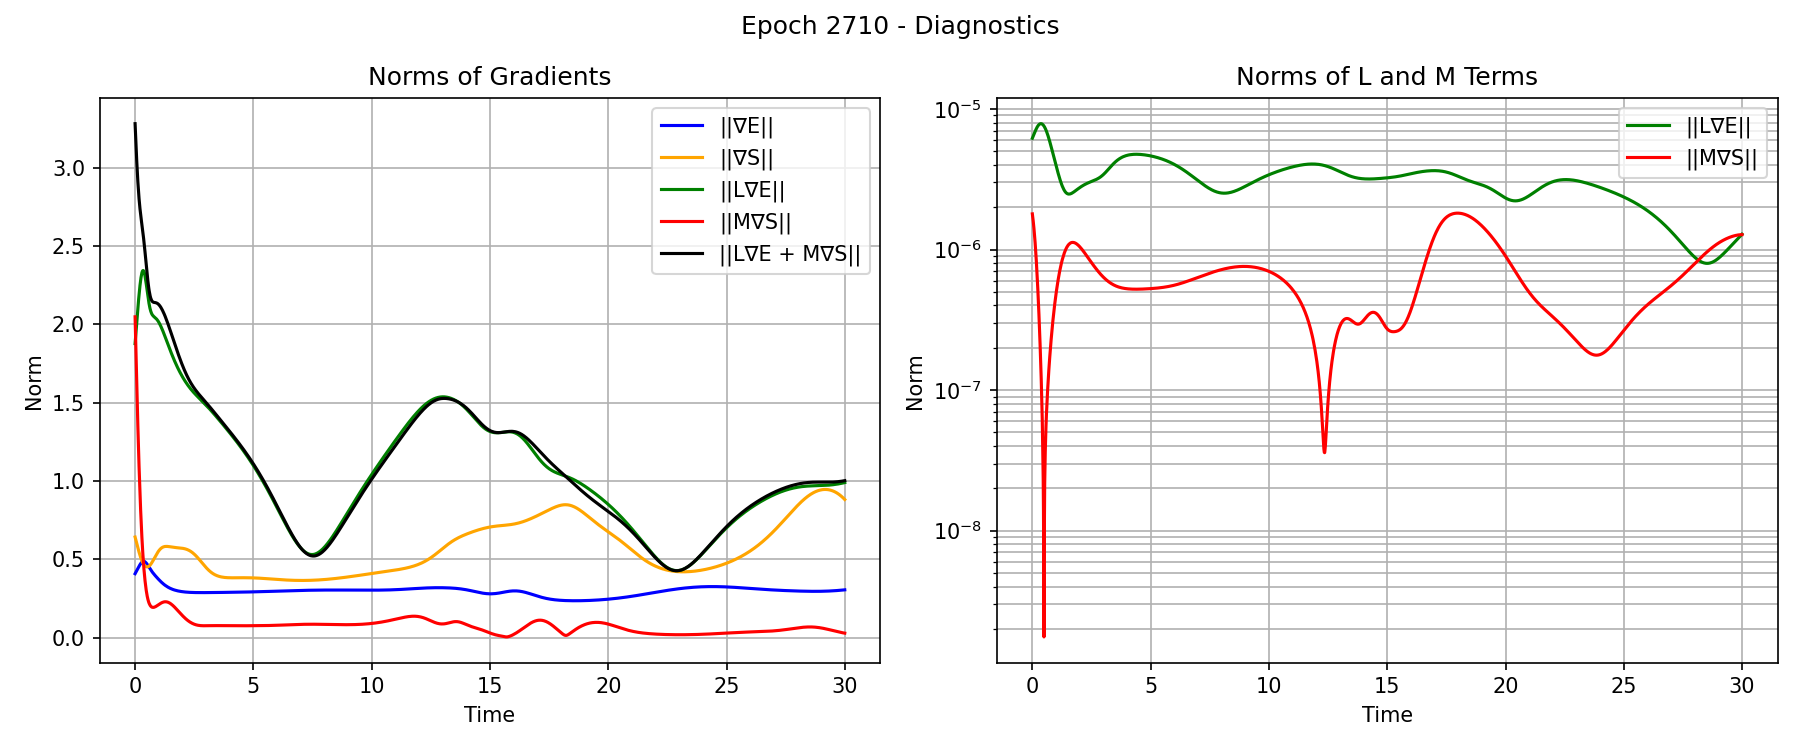 Epoch 2710 - Diagnostics
Norms of Gradients
Norm
3.0
2.5
2.0
1.5
1.0
0.5
0.0
0 5 10 15 20 25 30
Time
||∇E||
||∇S||
||L∇E||
||M∇S||
||L∇E + M∇S||
Norms of L and M Terms
Norm
10⁻⁵
10⁻⁶
10⁻⁷
10⁻⁸
0 5 10 15 20 25 30
Time
||L∇E||
||M∇S||